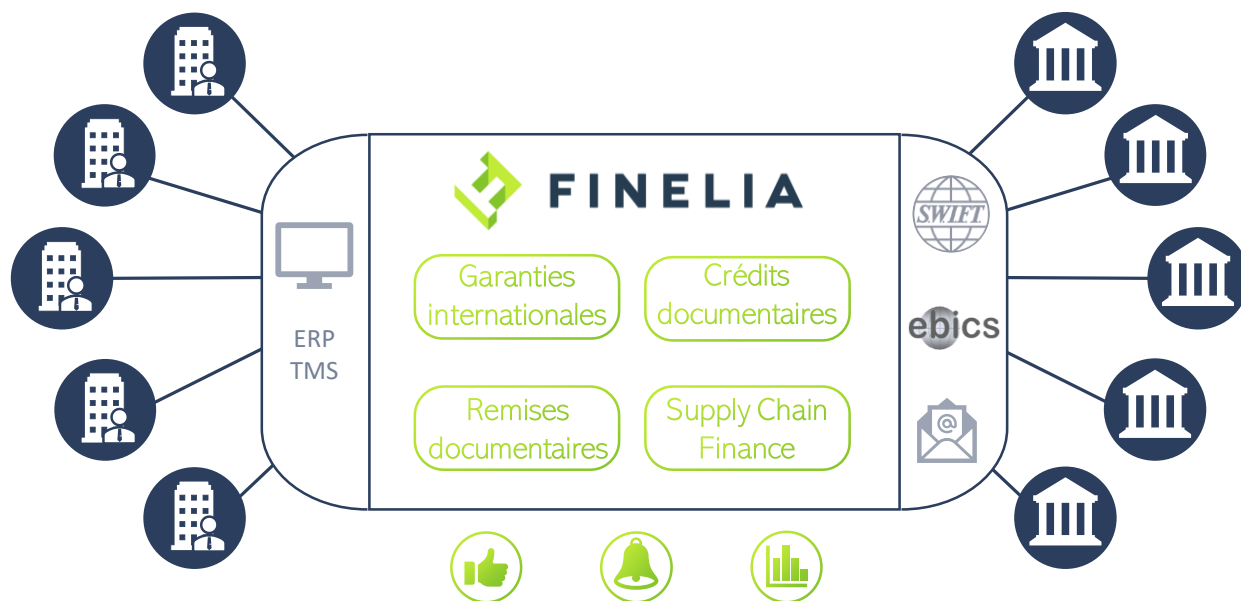 FINELIA
Garanties
internationales
Crédits
documentaires
Remises
documentaires
Supply Chain
Finance
ERP
TMS
SWIFT
ebics
@